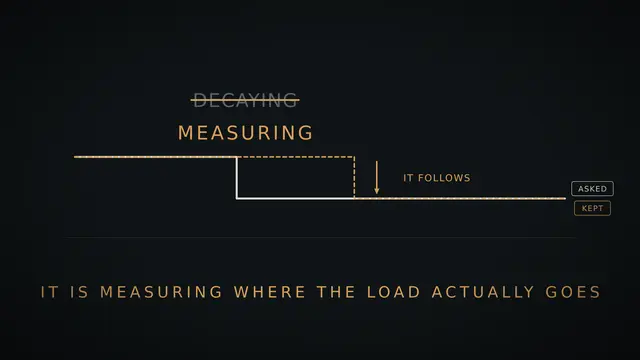 DECAYING
MEASURING
IT FOLLOWS
ASKED
KEPT
IT IS MEASURING WHERE THE LOAD ACTUALLY GOES